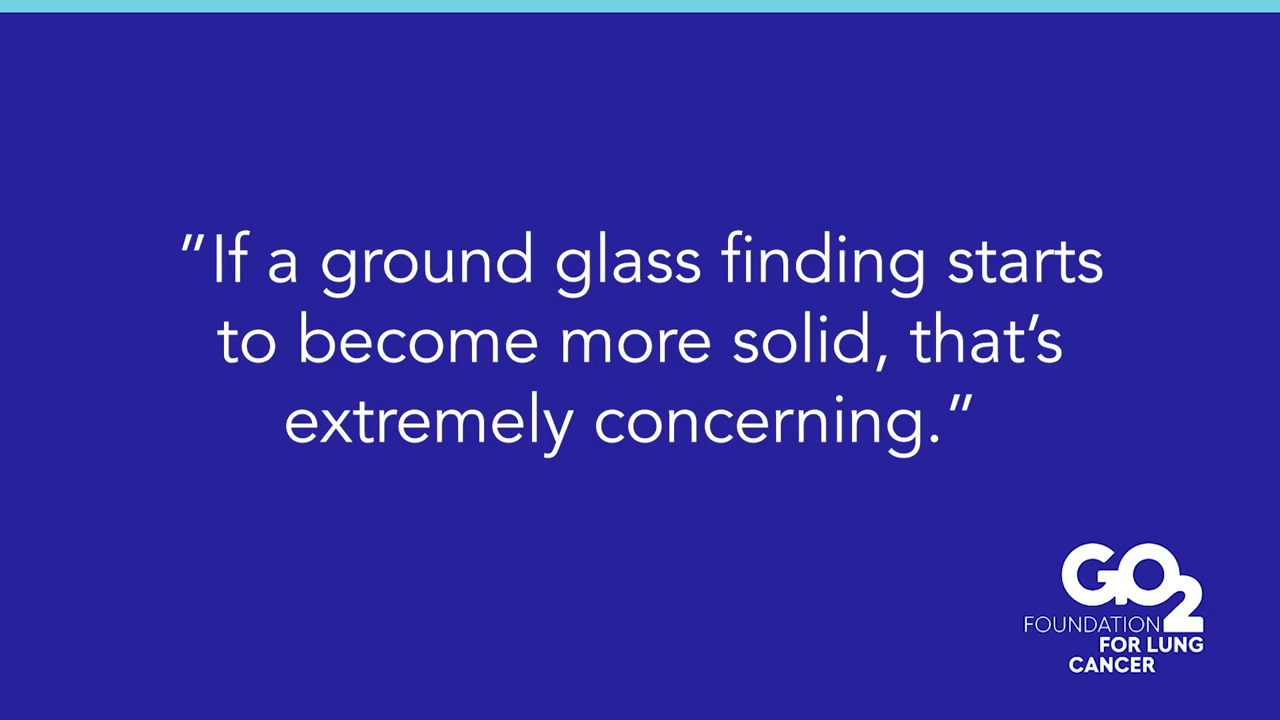 "If a ground glass finding starts
to become more solid, that's
extremely concerning."
GO2
FOUNDATION
FOR LUNG
CANCER